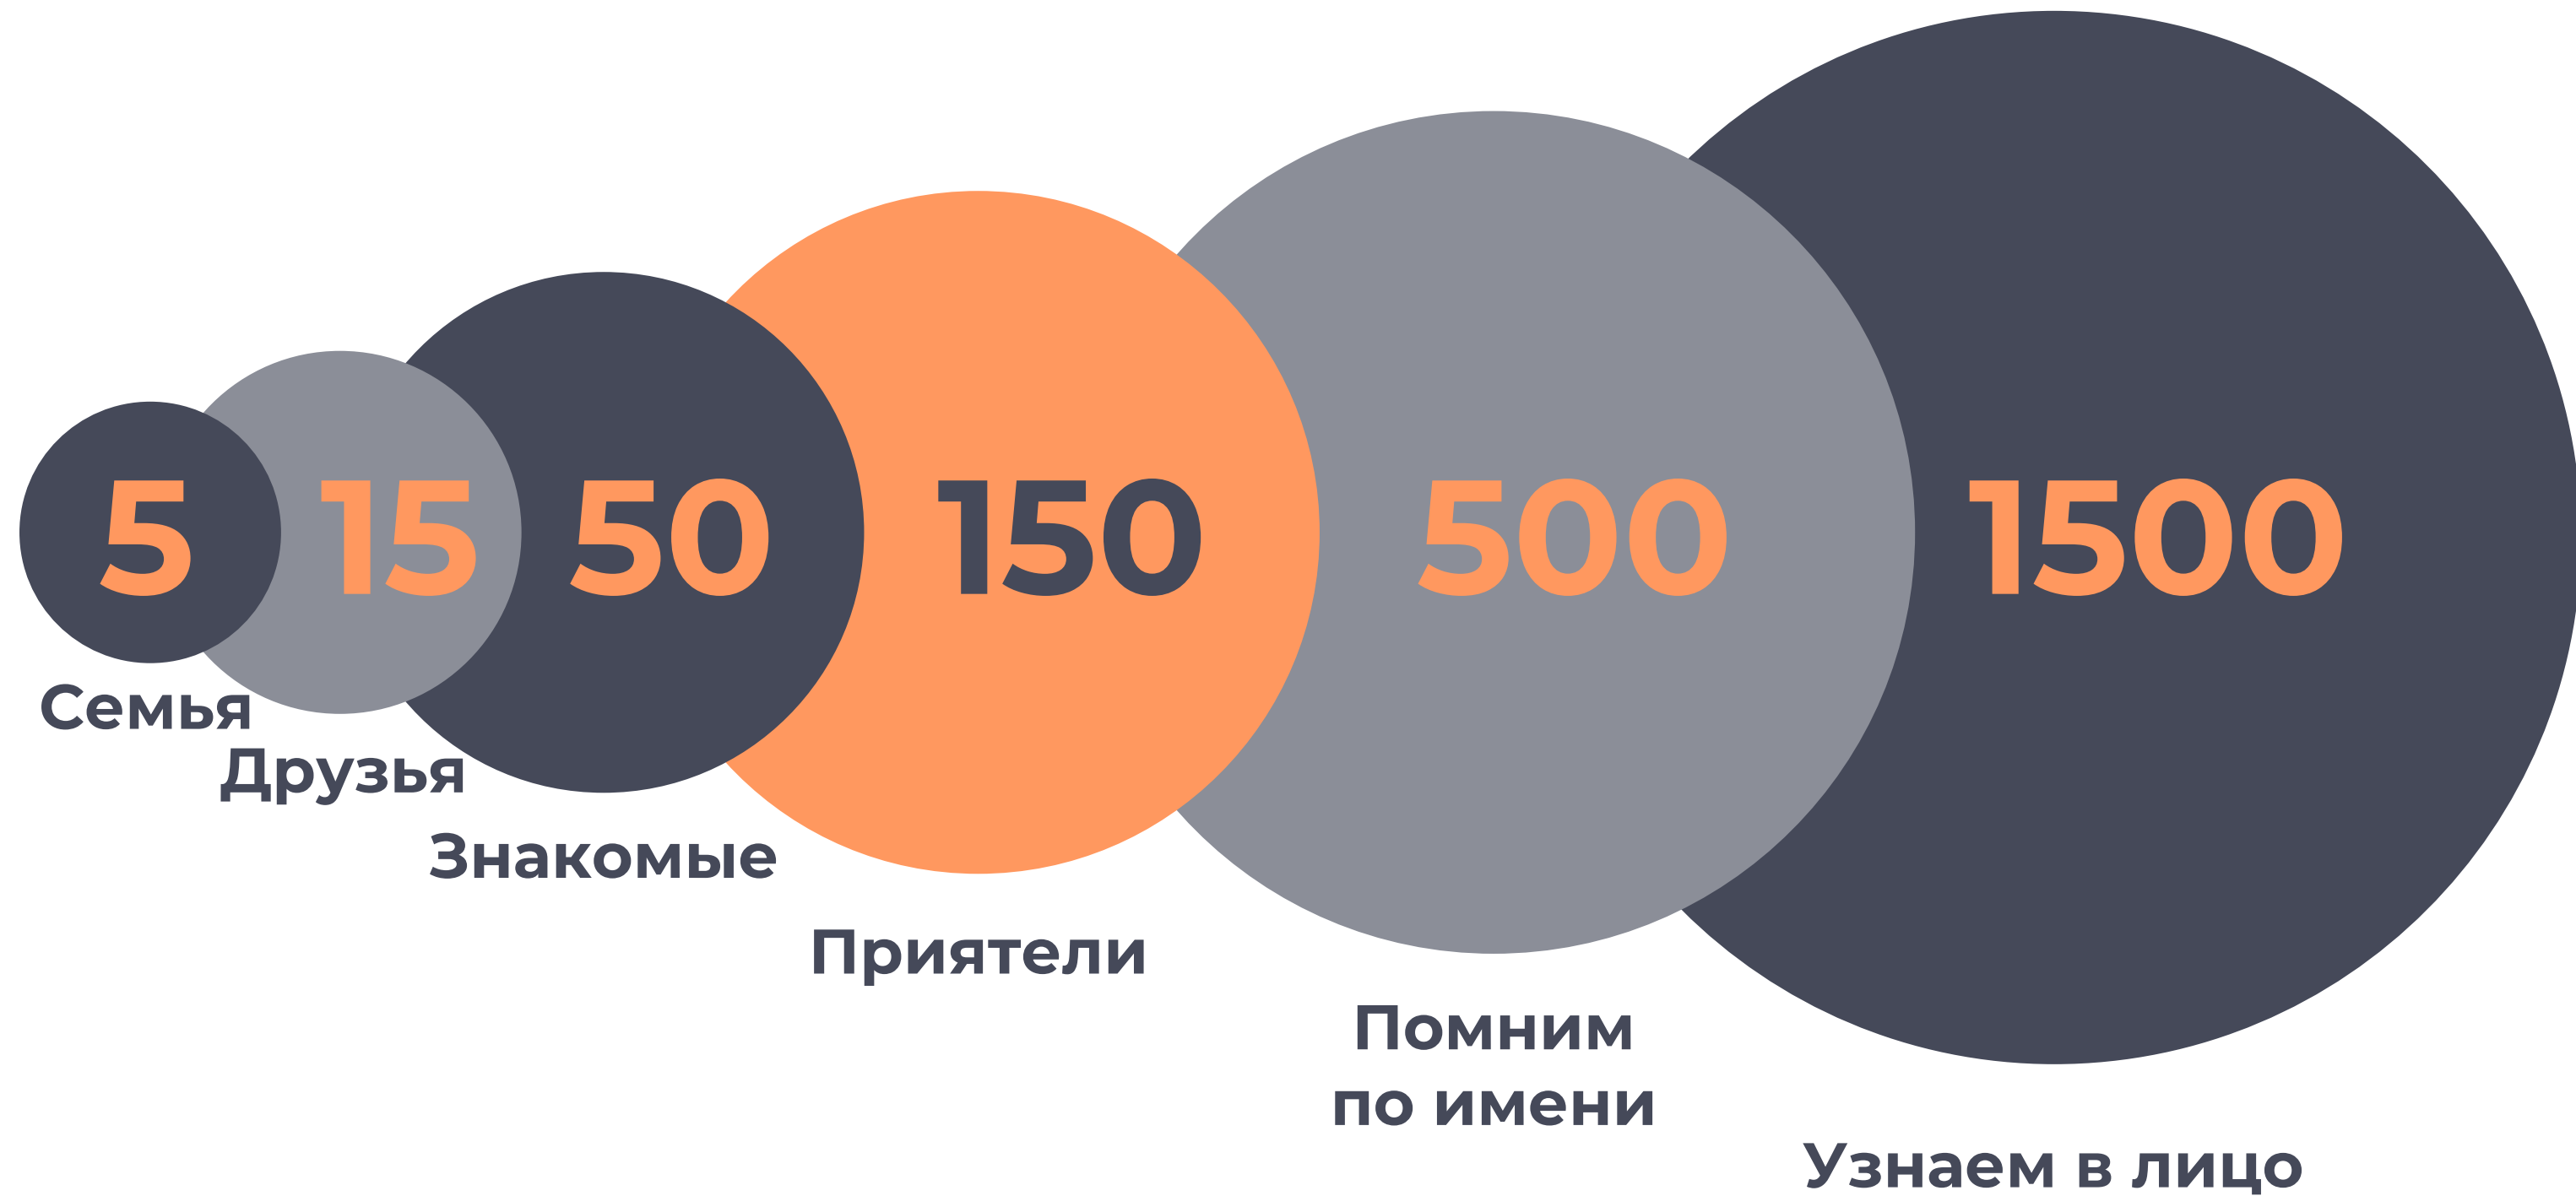 5
15
50
150
500
1500
Семья
Друзья
Знакомые
Приятели
Помним
по имени
Узнаем в лицо